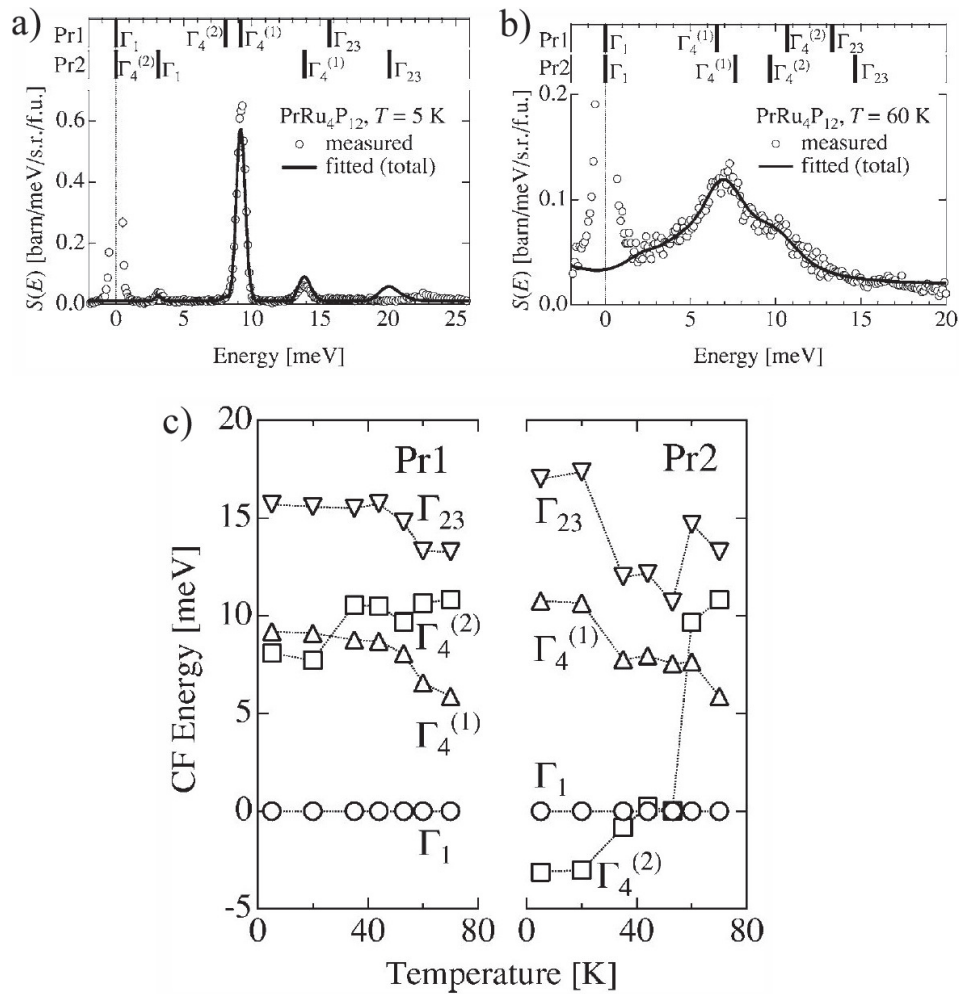 a)
Pr1 Γ₁ Γ₄⁽²⁾ Γ₄⁽¹⁾ Γ₂₃
Pr2 Γ₄⁽²⁾ Γ₁ Γ₄⁽¹⁾ Γ₂₃
PrRu₄P₁₂, T = 5 K
measured
fitted (total)
S(E) [barn/meV/s.r./f.u.]
0.6
0.4
0.2
0.0
0 5 10 15 20 25
Energy [meV]
b)
Pr1 Γ₁ Γ₄⁽¹⁾ Γ₄⁽²⁾ Γ₂₃
Pr2 Γ₁ Γ₄⁽¹⁾ Γ₄⁽²⁾ Γ₂₃
PrRu₄P₁₂, T = 60 K
measured
fitted (total)
S(E) [barn/meV/s.r./f.u.]
0.2
0.1
0.0
0 5 10 15 20
Energy [meV]
c)
CF Energy [meV]
20
15
10
5
0
-5
Pr1
Γ₂₃
Γ₄⁽²⁾
Γ₄⁽¹⁾
Γ₁
0 40 80
Pr2
Γ₂₃
Γ₄⁽¹⁾
Γ₁
Γ₄⁽²⁾
0 40 80
Temperature [K]